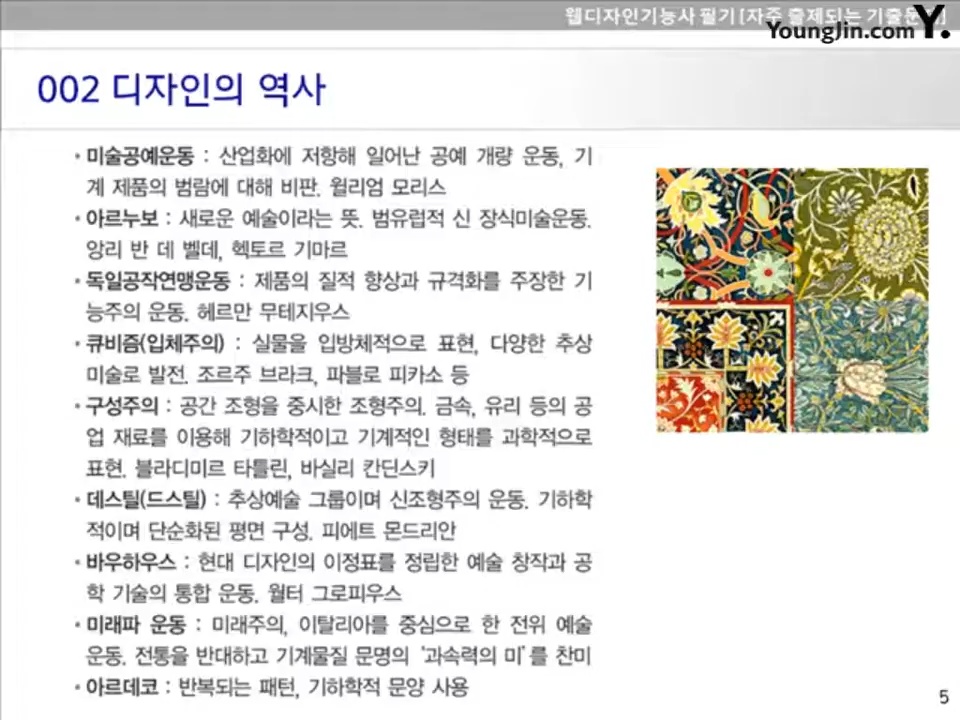 웹디자인기능사 필기 [자주 출제되는 기출문제]
YoungJin.com Y.
002 디자인의 역사
• 미술공예운동 : 산업화에 저항해 일어난 공예 개량 운동, 기
계 제품의 범람에 대해 비판. 윌리엄 모리스
• 아르누보 : 새로운 예술이라는 뜻. 범유럽적 신 장식미술운동.
앙리 반 데 벨데, 헥토르 기마르
• 독일공작연맹운동 : 제품의 질적 향상과 규격화를 주장한 기
능주의 운동. 헤르만 무테지우스
• 큐비즘(입체주의) : 실물을 입방체적으로 표현, 다양한 추상
미술로 발전. 조르주 브라크, 파블로 피카소 등
• 구성주의 : 공간 조형을 중시한 조형주의. 금속, 유리 등의 공
업 재료를 이용해 기하학적이고 기계적인 형태를 과학적으로
표현. 블라디미르 타틀린, 바실리 칸딘스키
• 데스틸(드스틸) : 추상예술 그룹이며 신조형주의 운동. 기하학
적이며 단순화된 평면 구성. 피에트 몬드리안
• 바우하우스 : 현대 디자인의 이정표를 정립한 예술 창작과 공
학 기술의 통합 운동. 월터 그로피우스
• 미래파 운동 : 미래주의, 이탈리아를 중심으로 한 전위 예술
운동. 전통을 반대하고 기계물질 문명의 '과속력의 미'를 찬미
• 아르데코 : 반복되는 패턴, 기하학적 문양 사용
5